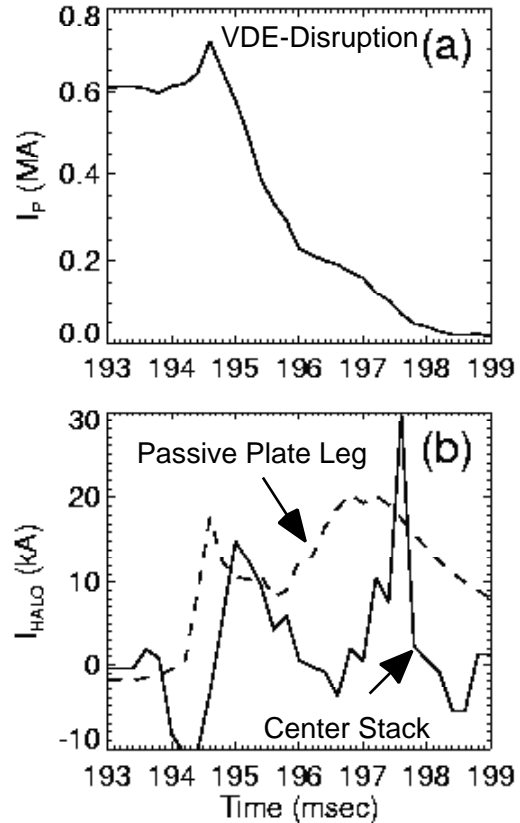 VDE-Disruption (a)
0.8
0.6
0.4
0.2
0.0
I_P (MA)
193 194 195 196 197 198 199
(b)
Passive Plate Leg
Center Stack
30
20
10
0
-10
I_HALO (kA)
193 194 195 196 197 198 199
Time (msec)